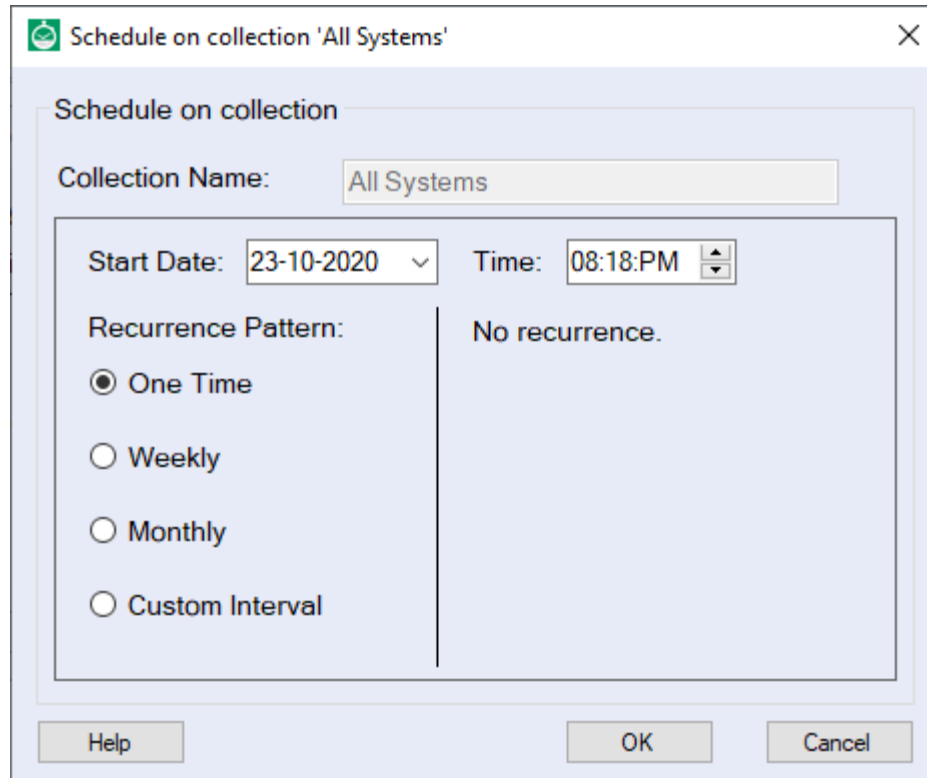 Schedule on collection 'All Systems'
Schedule on collection
Collection Name: All Systems
Start Date: 23-10-2020 Time: 08:18:PM
Recurrence Pattern: No recurrence.
One Time
Weekly
Monthly
Custom Interval
Help OK Cancel